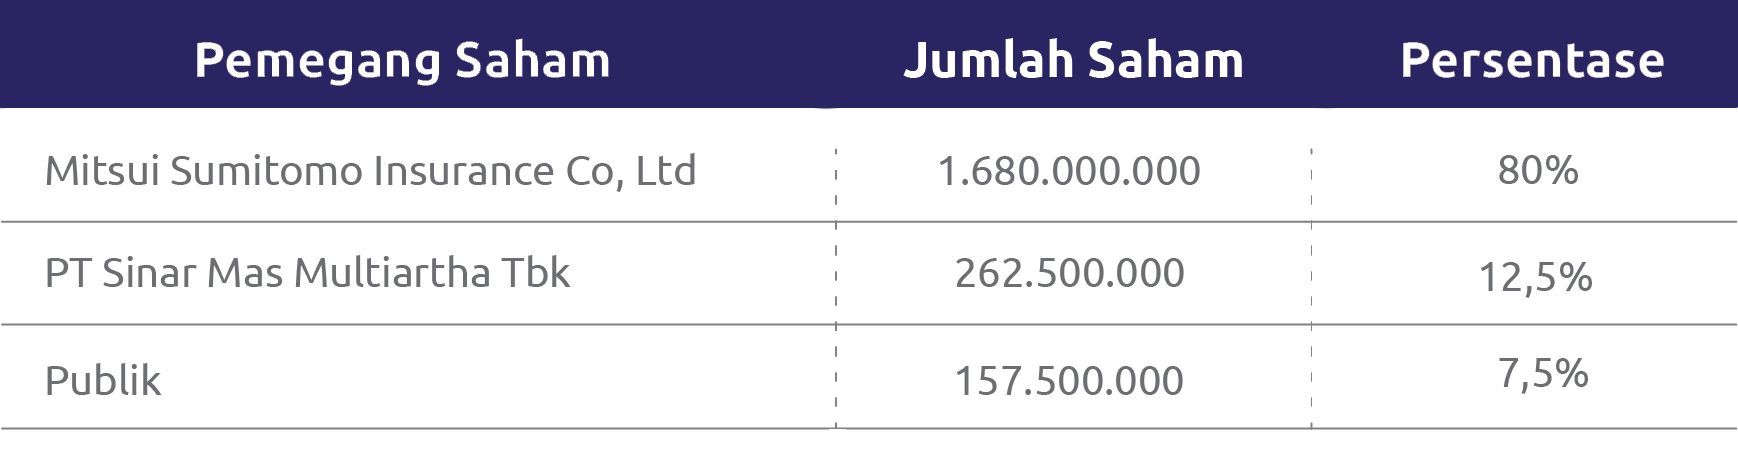 Pemegang Saham Jumlah Saham Persentase
Mitsui Sumitomo Insurance Co, Ltd 1.680.000.000 80%
PT Sinar Mas Multiartha Tbk 262.500.000 12,5%
Publik 157.500.000 7,5%